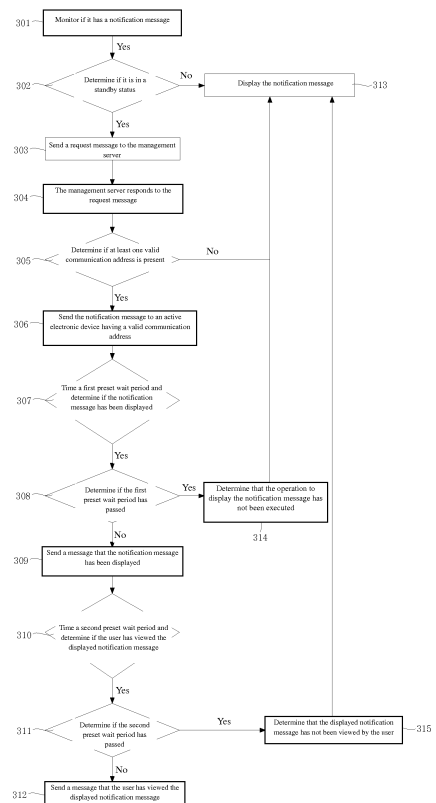 301
Monitor if it has a notification message
Yes
302
Determine if it is in a
standby status
No
Display the notification message
313
Yes
303
Send a request message to the management
server
304
The management server responds to the
request message
305
Determine if at least one valid
communication address is present
No
Yes
306
Send the notification message to an active
electronic device having a valid communication
address
307
Time a first preset wait period and
determine if the notification
message has been displayed
Yes
308
Determine if the first
preset wait period has
passed
Yes
Determine that the operation to
display the notification message has
not been executed
314
No
309
Send a message that the notification message
has been displayed
310
Time a second preset wait period and
determine if the user has viewed the
displayed notification message
Yes
311
Determine if the second
preset wait period has
passed
Yes
Determine that the displayed notification
message has not been viewed by the user
315
No
312
Send a message that the user has viewed the
displayed notification message